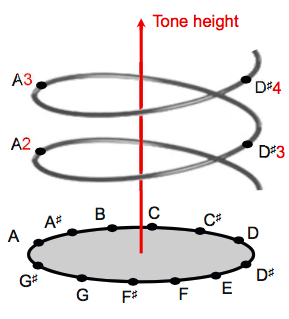 Tone height
A3
D♯4
A2
D♯3
A A♯ B C C♯ D
G♯ G F♯ F E D♯